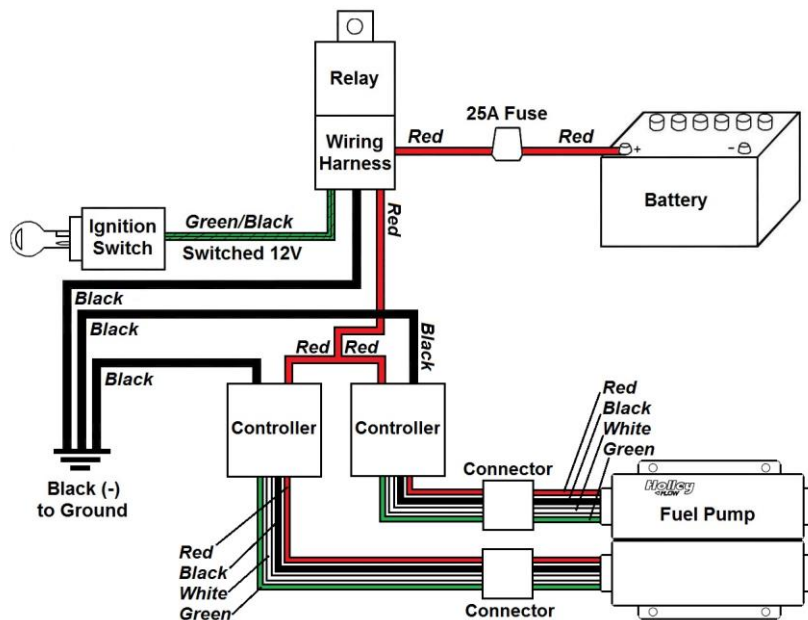 Relay
25A Fuse
Wiring
Harness
Red
Red
+
-
Battery
Ignition
Switch
Green/Black
Switched 12V
Red
Black
Black
Black
Red
Red
Black
Controller
Controller
Red
Black
White
Green
Connector
Holley
FLOW
Fuel Pump
Black (-)
to Ground
Red
Black
White
Green
Connector